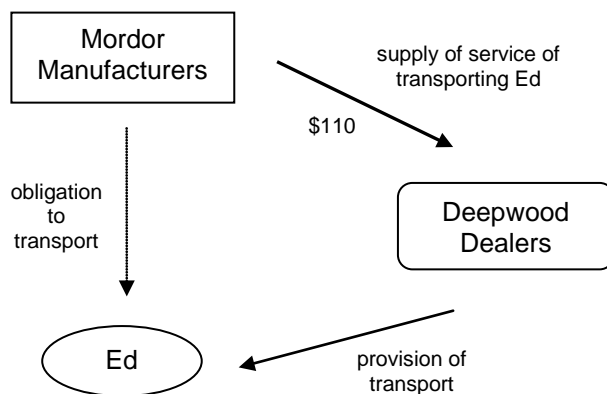 Mordor
Manufacturers
supply of service of
transporting Ed
$110
obligation
to
transport
Deepwood
Dealers
Ed
provision of
transport